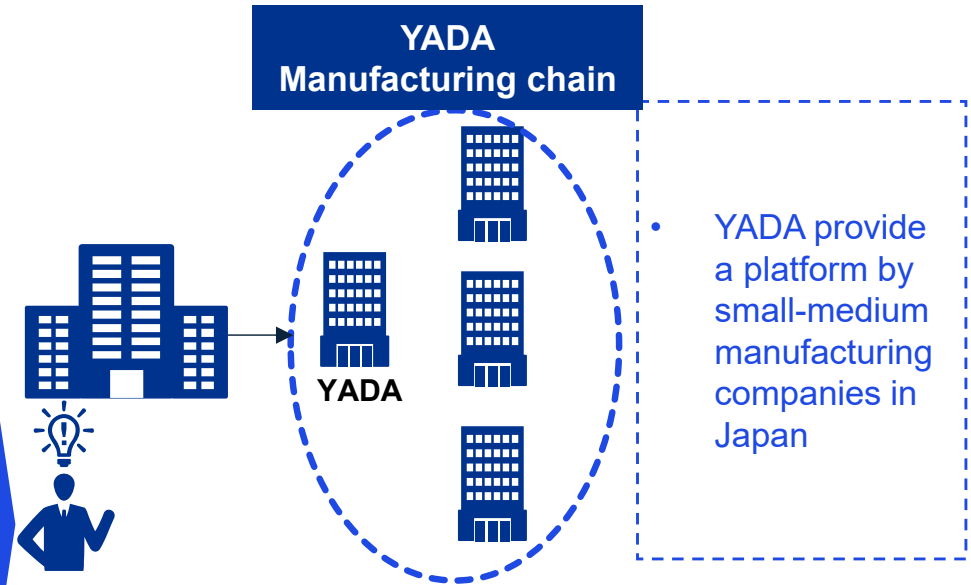 YADA
Manufacturing chain
YADA
• YADA provide
a platform by
small-medium
manufacturing
companies in
Japan